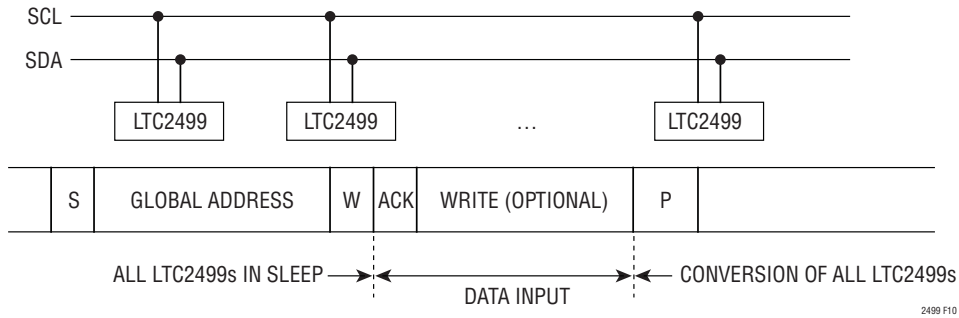 SCL
SDA
LTC2499 LTC2499 ... LTC2499
S GLOBAL ADDRESS W ACK WRITE (OPTIONAL) P
ALL LTC2499s IN SLEEP CONVERSION OF ALL LTC2499s
DATA INPUT
2499 F10